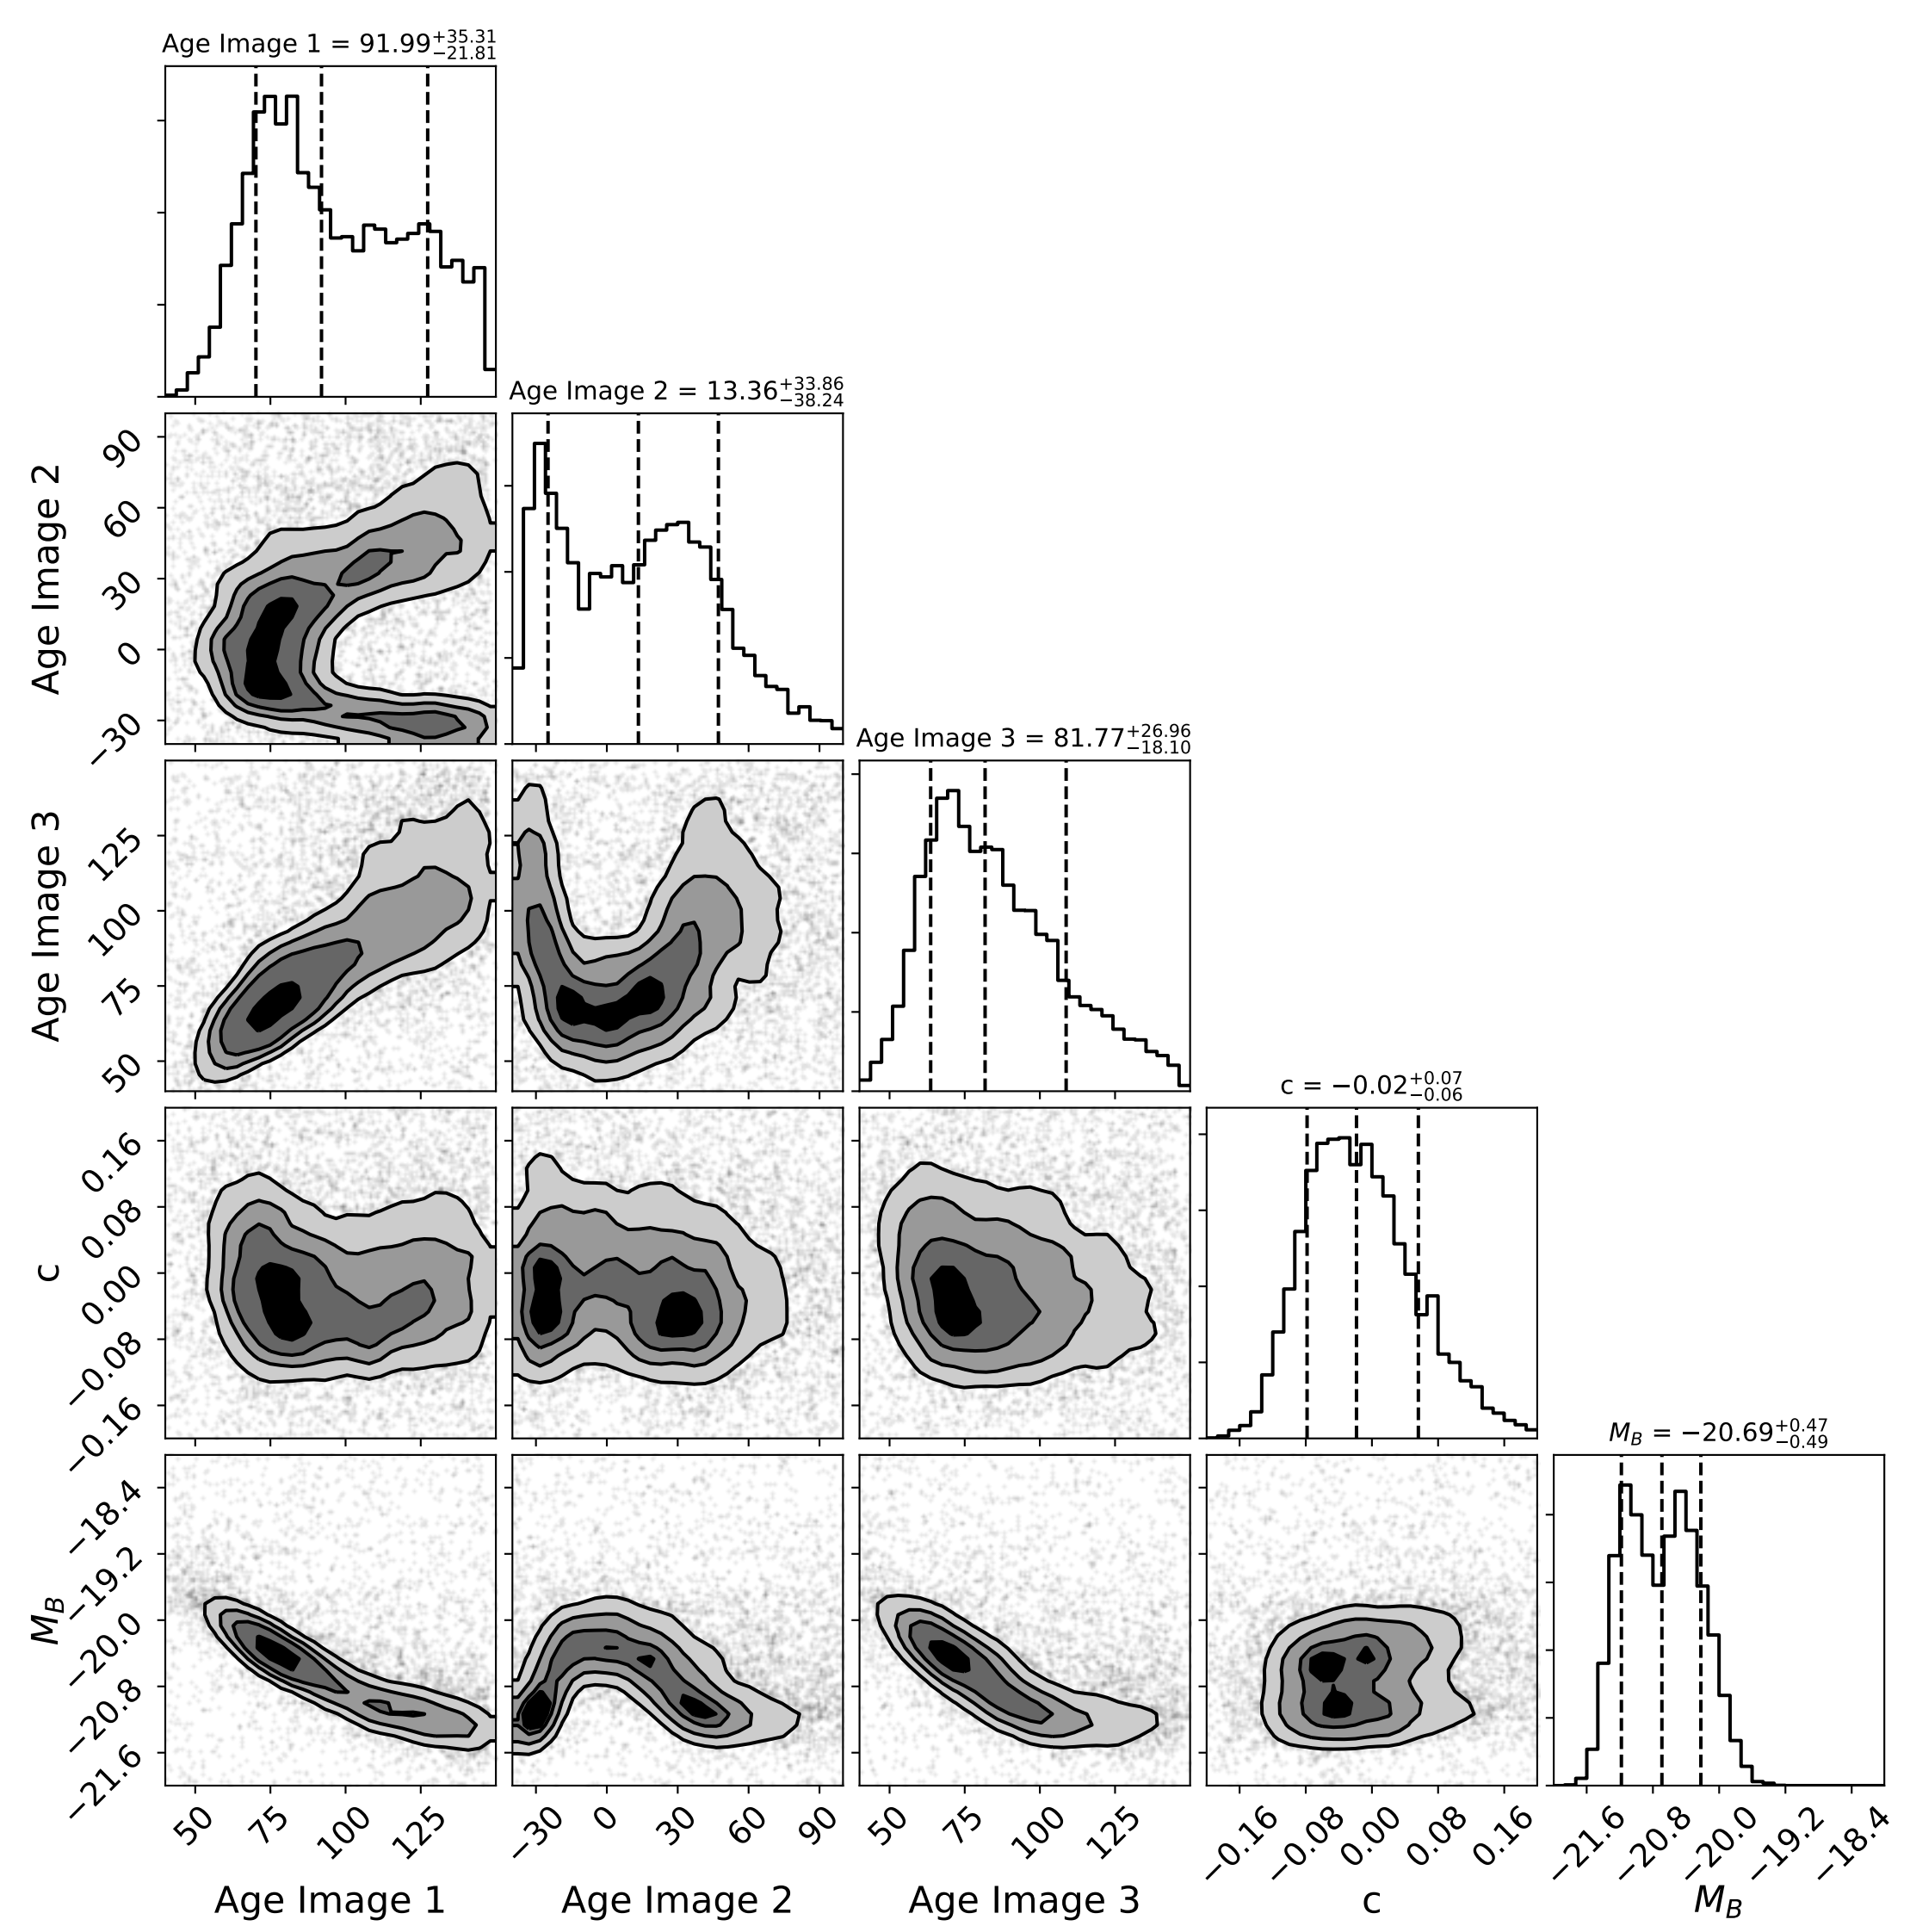 Age Image 1 = 91.99+35.31−21.81
Age Image 2 = 13.36+33.86−38.24
Age Image 2
90
60
30
0
−30
Age Image 3 = 81.77+26.96−18.10
Age Image 3
125
100
75
50
c = −0.02+0.07−0.06
c
0.16
0.08
0.00
−0.08
−0.16
M_B = −20.69+0.47−0.49
M_B
−18.4
−19.2
−20.0
−20.8
−21.6
50 75 100 125
−30 0 30 60 90
50 75 100 125
−0.16 −0.08 0.00 0.08 0.16
−21.6 −20.8 −20.0 −19.2 −18.4
Age Image 1
Age Image 2
Age Image 3
c
M_B